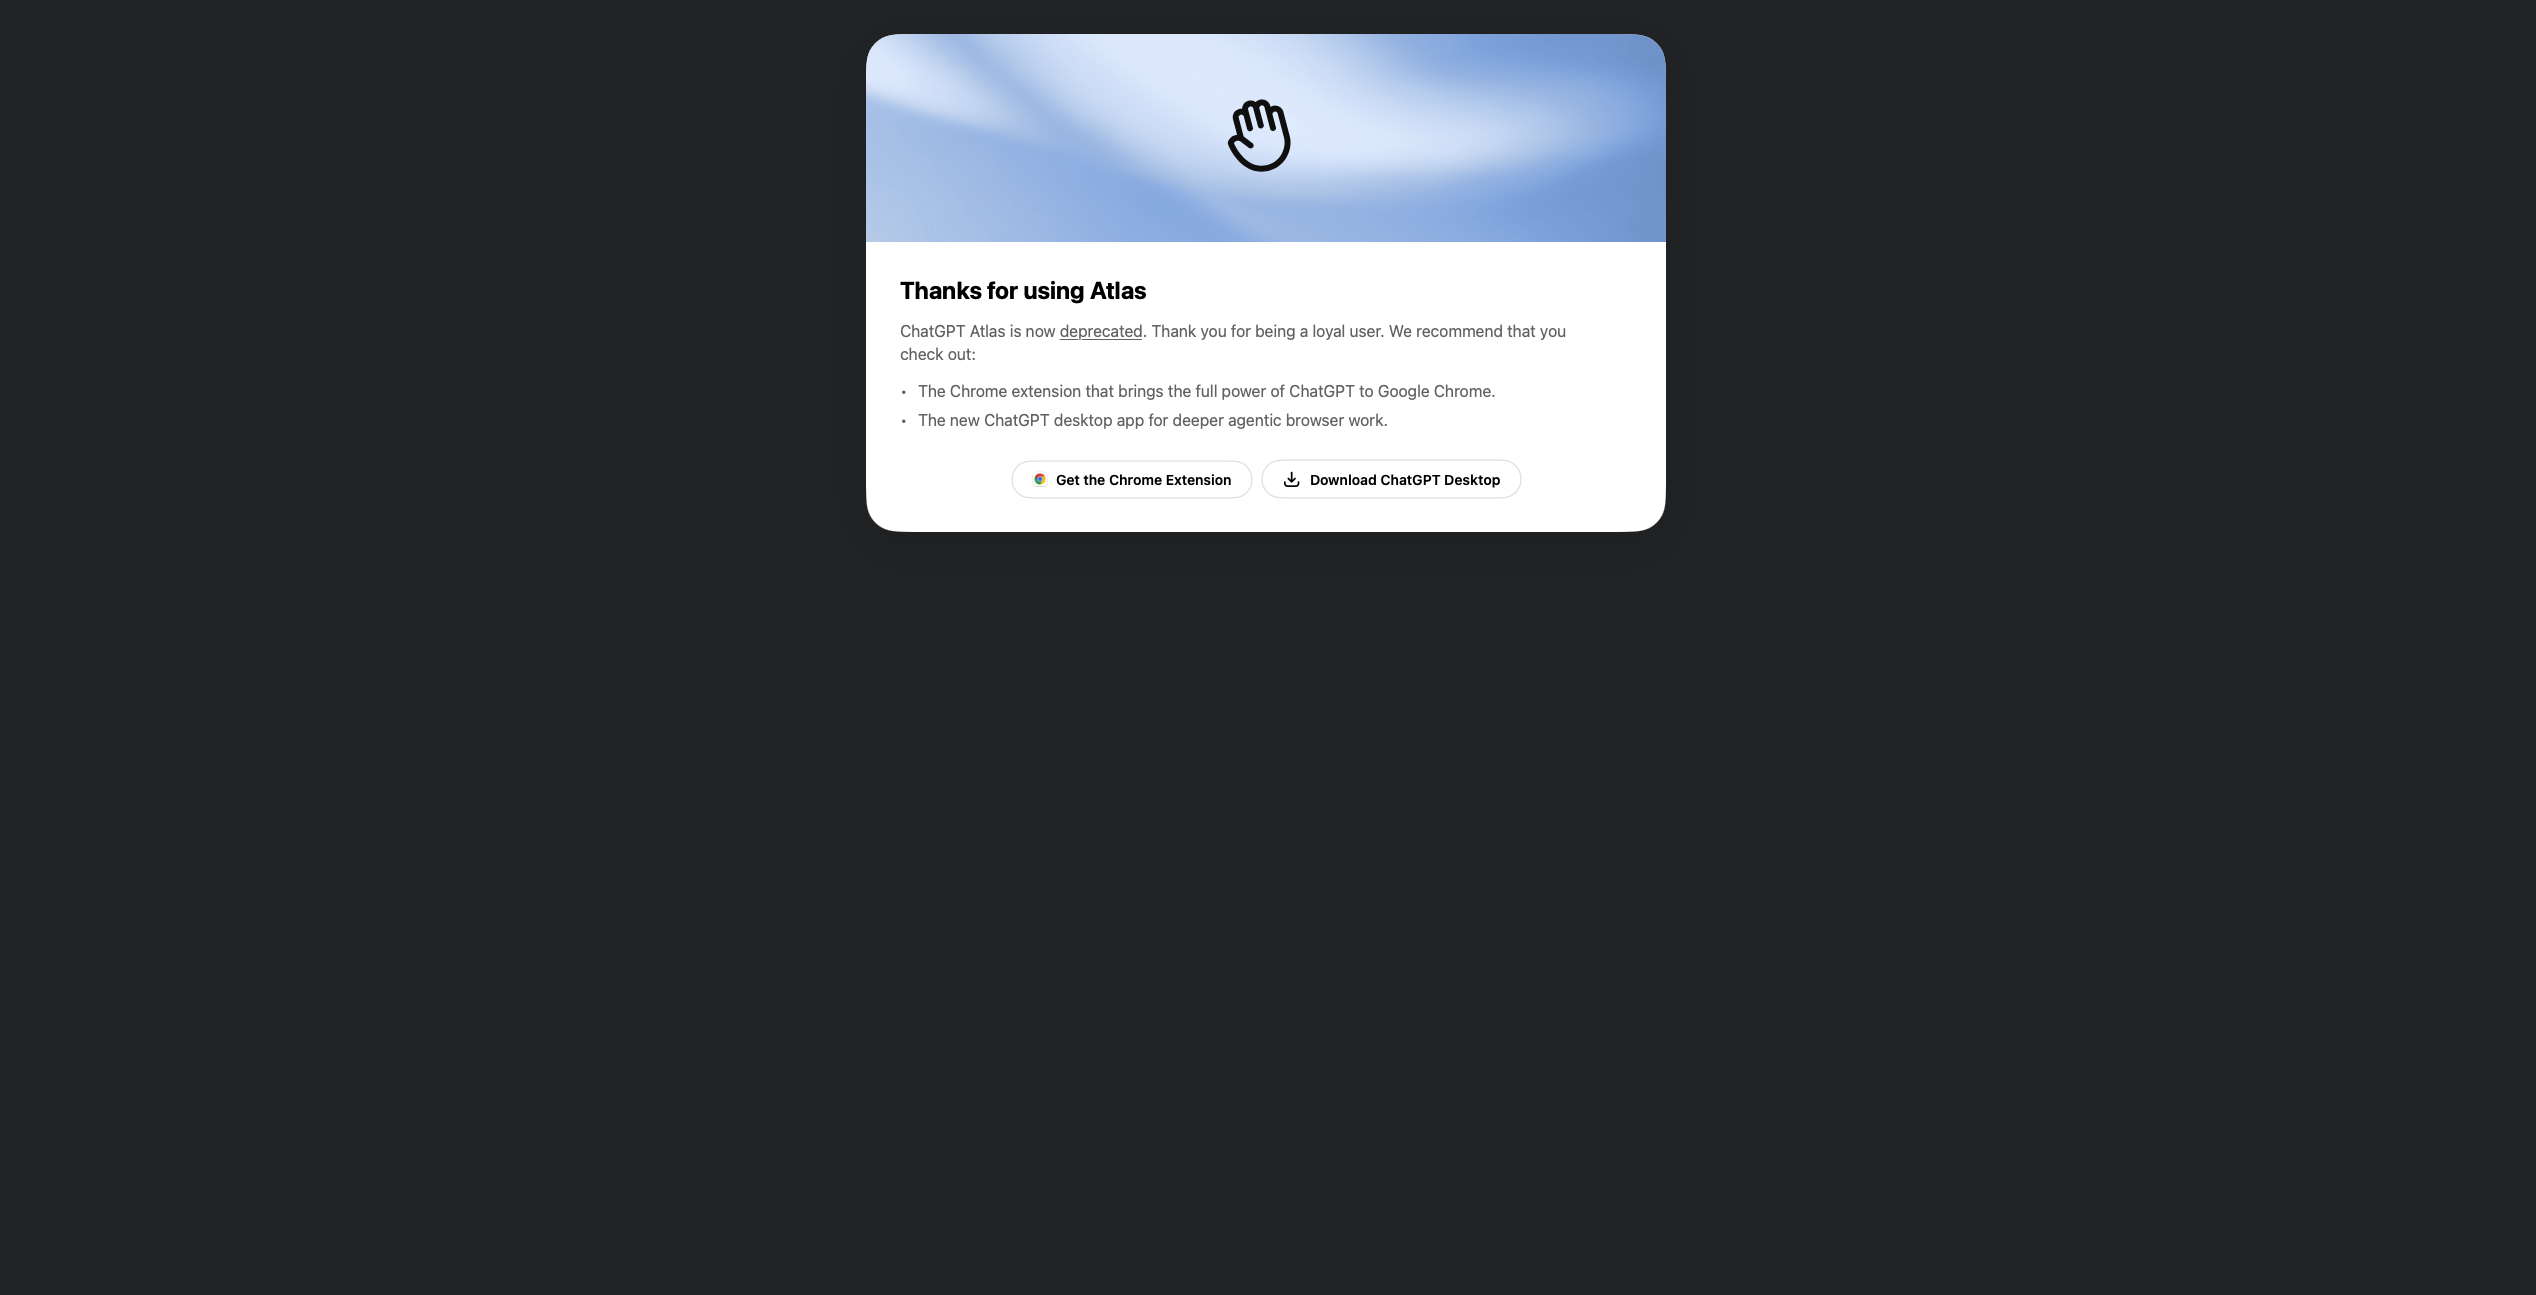 Thanks for using Atlas
ChatGPT Atlas is now deprecated. Thank you for being a loyal user. We recommend that you
check out:
• The Chrome extension that brings the full power of ChatGPT to Google Chrome.
• The new ChatGPT desktop app for deeper agentic browser work.
Get the Chrome Extension
Download ChatGPT Desktop